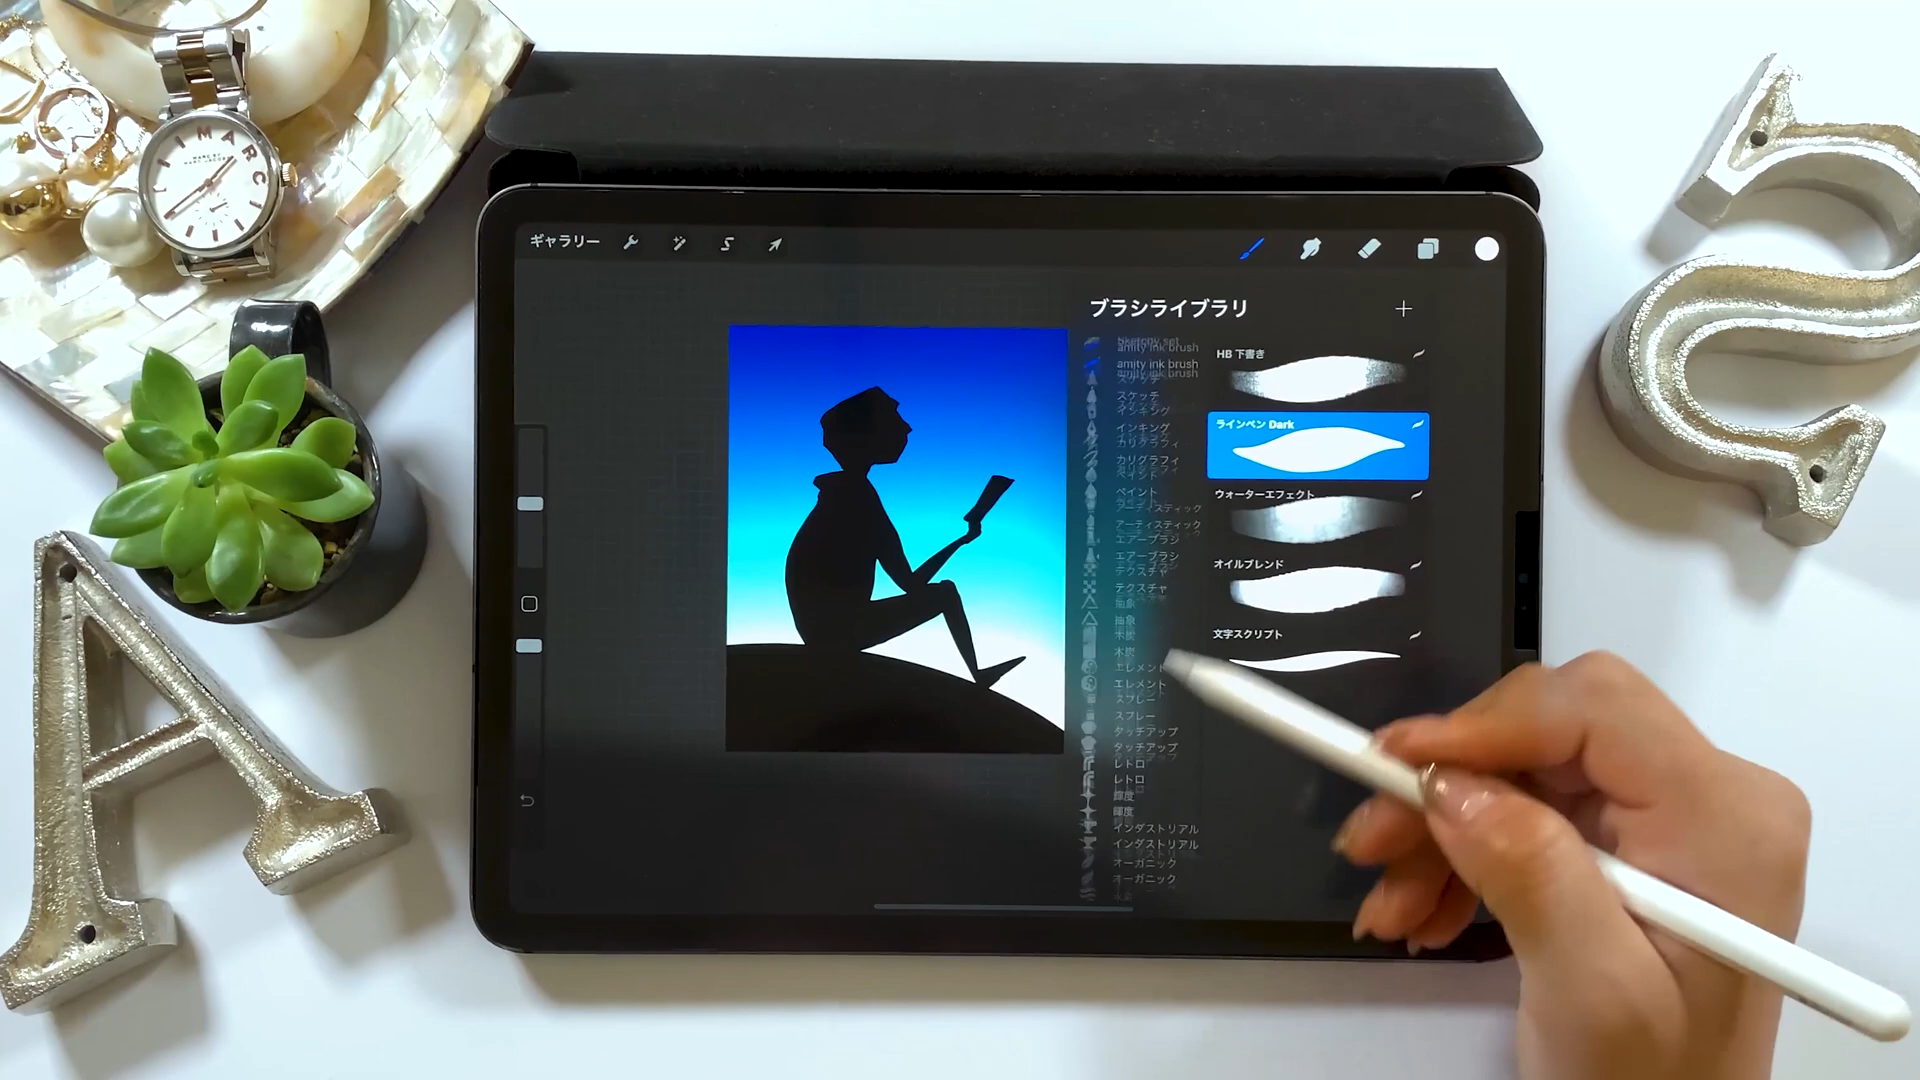 MARC
MARC JACOBS
ギャラリー
ブラシライブラリ
amity ink brush
スケッチ
インキング
カリグラフィ
ペイント
アーティスティック
エアーブラシ
テクスチャ
抽象
木炭
エレメント
スプレー
タッチアップ
レトロ
輝度
インダストリアル
オーガニック
HB 下書き
ラインペン Dark
ウォーターエフェクト
オイルブレンド
文字スクリプト
A
S